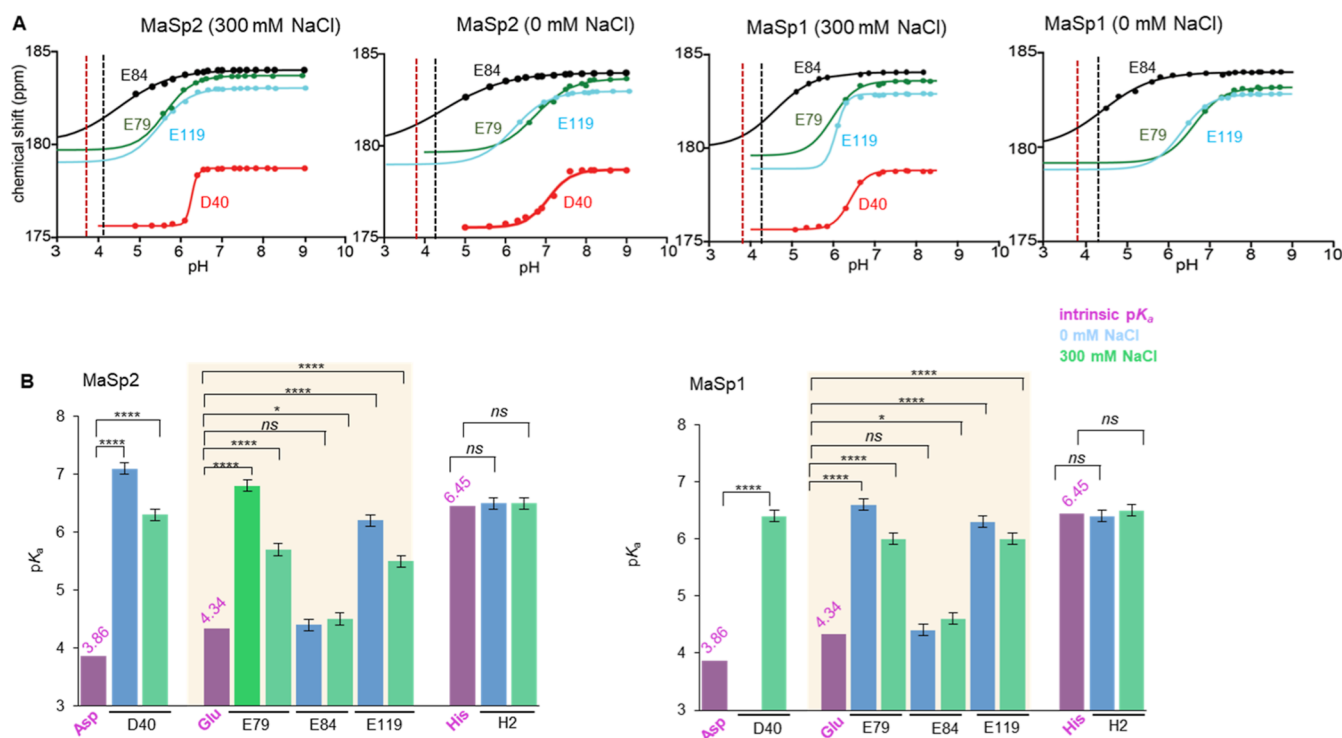 A
MaSp2 (300 mM NaCl)
MaSp2 (0 mM NaCl)
MaSp1 (300 mM NaCl)
MaSp1 (0 mM NaCl)
chemical shift (ppm)
185
180
175
E84
E79
E119
D40
3 4 5 6 7 8 9 10
pH
185
180
175
E84
E79
E119
D40
3 4 5 6 7 8 9 10
pH
185
180
175
E84
E79
E119
D40
3 4 5 6 7 8 9 10
pH
185
180
175
E84
E79
E119
3 4 5 6 7 8 9 10
pH
intrinsic pKa
0 mM NaCl
300 mM NaCl
B
MaSp2
pKa
8
7
6
5
4
3
****
****
****
****
*
ns
****
****
ns
ns
3.86
4.34
6.45
Asp
D40
Glu
E79
E84
E119
His
H2
MaSp1
pKa
8
7
6
5
4
3
****
****
****
*
ns
****
****
ns
ns
3.86
4.34
6.45
Asp
D40
Glu
E79
E84
E119
His
H2